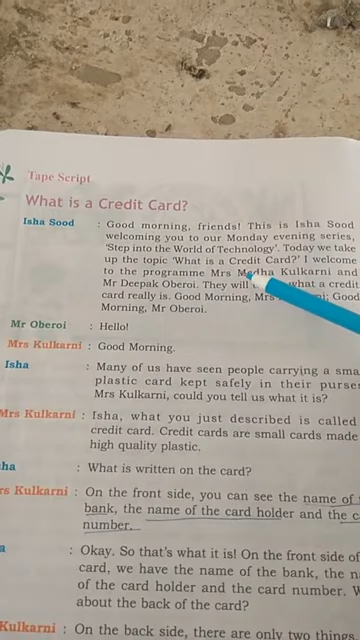 Tape Script
What is a Credit Card?
Isha Sood : Good morning, friends! This is Isha Sood
welcoming you to our Monday evening series,
'Step into the World of Technology'. Today we take
up the topic 'What is a Credit Card?' I welcome
to the programme Mrs Medha Kulkarni and
Mr Deepak Oberoi. They will what a credit
card really is. Good Morning, Mrs Good
Morning, Mr Oberoi.
Mr Oberoi : Hello!
Mrs Kulkarni : Good Morning.
Isha : Many of us have seen people carrying a sma
plastic card kept safely in their purse
Mrs Kulkarni, could you tell us what it is?
Mrs Kulkarni : Isha, what you just described is called
credit card. Credit cards are small cards made
high quality plastic.
ha : What is written on the card?
rs Kulkarni : On the front side, you can see the name of
bank, the name of the card holder and the c
number.
a : Okay. So that's what it is! On the front side of
card, we have the name of the bank, the n
of the card holder and the card number. W
about the back of the card?
Kulkarni : On the back side, there are only two things